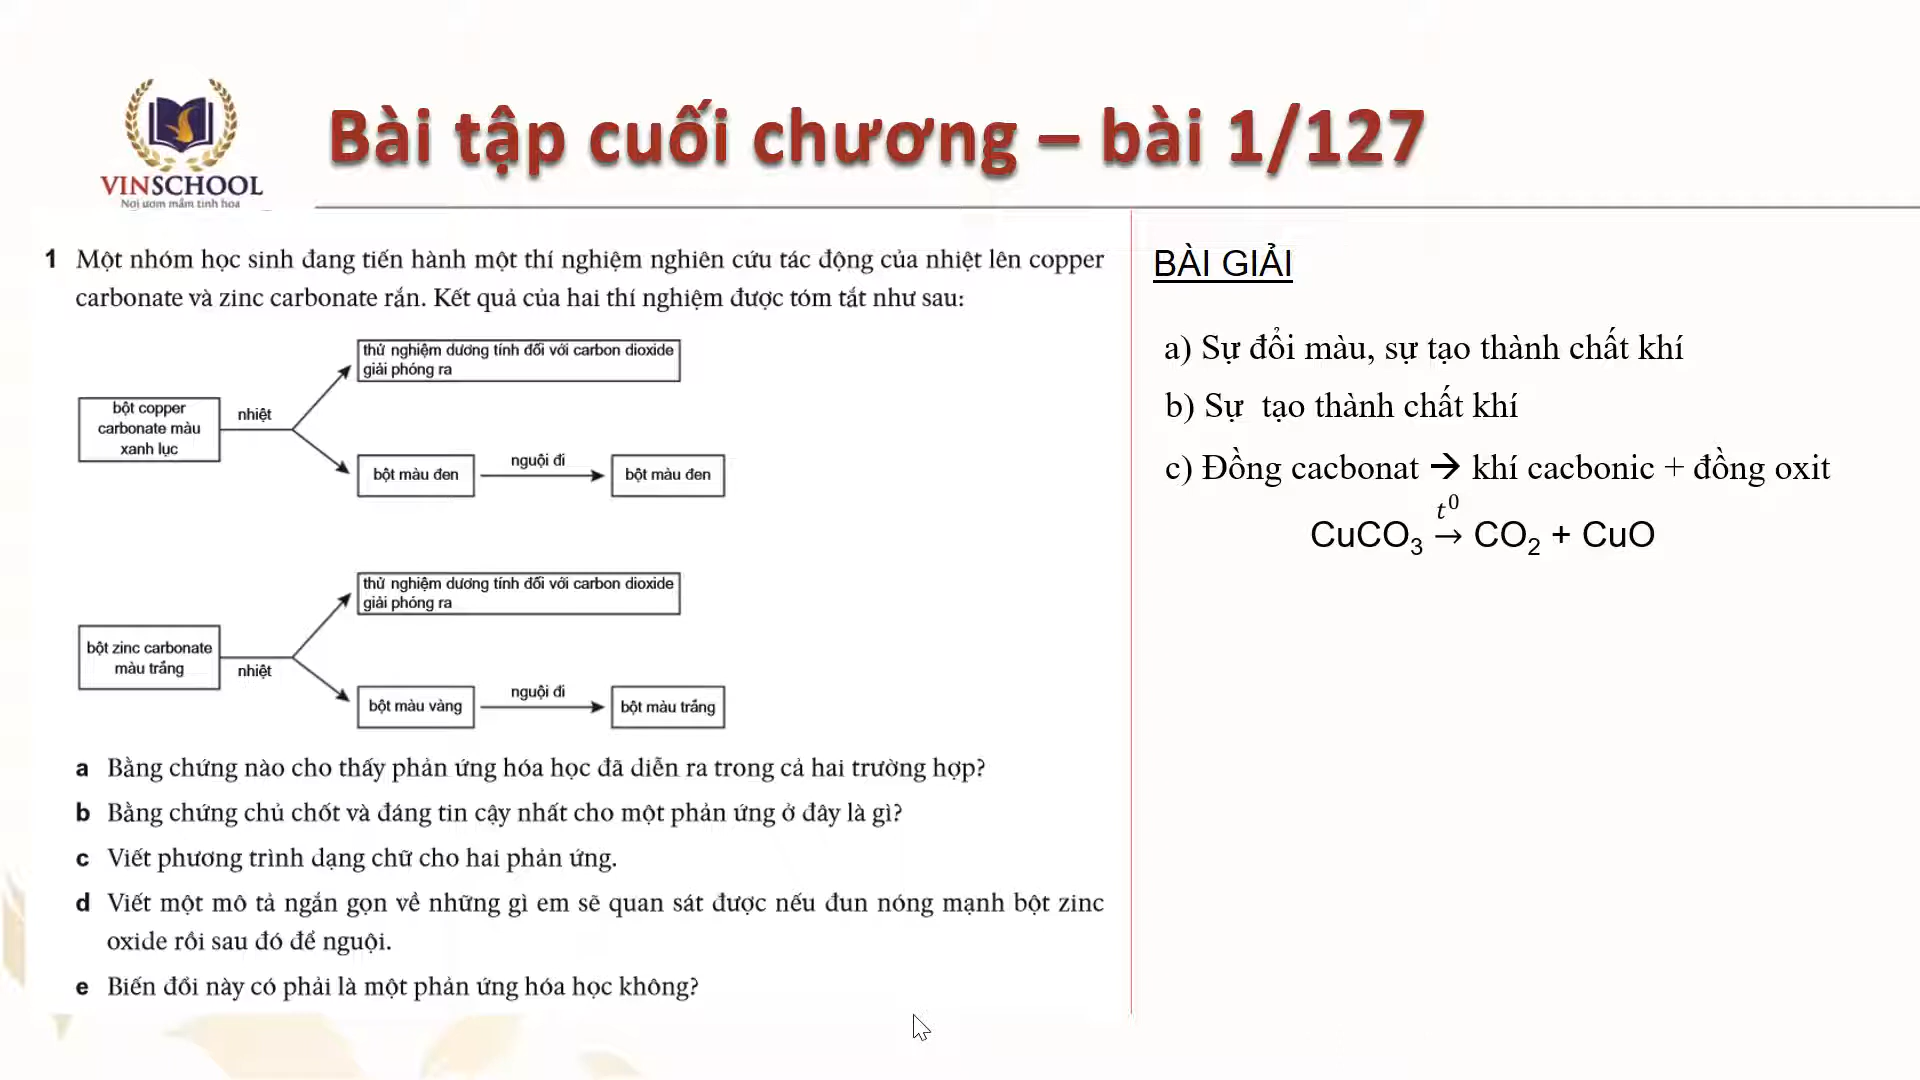 VINSCHOOL
Nơi ươm mầm tinh hoa
Bài tập cuối chương – bài 1/127
1 Một nhóm học sinh đang tiến hành một thí nghiệm nghiên cứu tác động của nhiệt lên copper
carbonate và zinc carbonate rắn. Kết quả của hai thí nghiệm được tóm tắt như sau:
thử nghiệm dương tính đối với carbon dioxide
giải phóng ra
bột copper
carbonate màu
xanh lục
nhiệt
bột màu đen
nguội đi
bột màu đen
thử nghiệm dương tính đối với carbon dioxide
giải phóng ra
bột zinc carbonate
màu trắng
nhiệt
bột màu vàng
nguội đi
bột màu trắng
a Bằng chứng nào cho thấy phản ứng hóa học đã diễn ra trong cả hai trường hợp?
b Bằng chứng chủ chốt và đáng tin cậy nhất cho một phản ứng ở đây là gì?
c Viết phương trình dạng chữ cho hai phản ứng.
d Viết một mô tả ngắn gọn về những gì em sẽ quan sát được nếu đun nóng mạnh bột zinc
oxide rồi sau đó để nguội.
e Biến đổi này có phải là một phản ứng hóa học không?
BÀI GIẢI
a) Sự đổi màu, sự tạo thành chất khí
b) Sự tạo thành chất khí
c) Đồng cacbonat → khí cacbonic + đồng oxit
t⁰
CuCO₃ → CO₂ + CuO